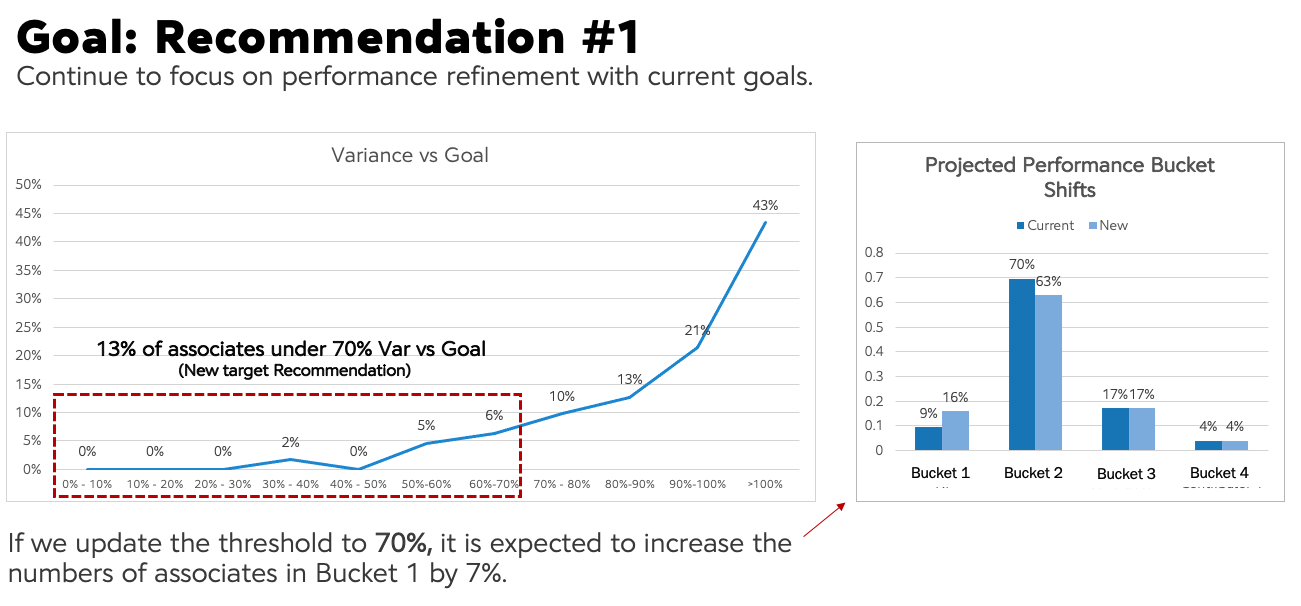 Goal: Recommendation #1
Continue to focus on performance refinement with current goals.
Variance vs Goal
50%
45%
40%
35%
30%
25%
20%
15%
10%
5%
0%
43%
21%
13%
10%
6%
5%
0%
2%
0%
0%
0%
13% of associates under 70% Var vs Goal
(New target Recommendation)
0% - 10%
10% - 20%
20% - 30%
30% - 40%
40% - 50%
50%-60%
60%-70%
70% - 80%
80%-90%
90%-100%
>100%
Projected Performance Bucket
Shifts
Current New
0.8
0.7
0.6
0.5
0.4
0.3
0.2
0.1
0
9%
16%
70%
63%
17%
17%
4%
4%
Bucket 1
Bucket 2
Bucket 3
Bucket 4
If we update the threshold to 70%, it is expected to increase the
numbers of associates in Bucket 1 by 7%.